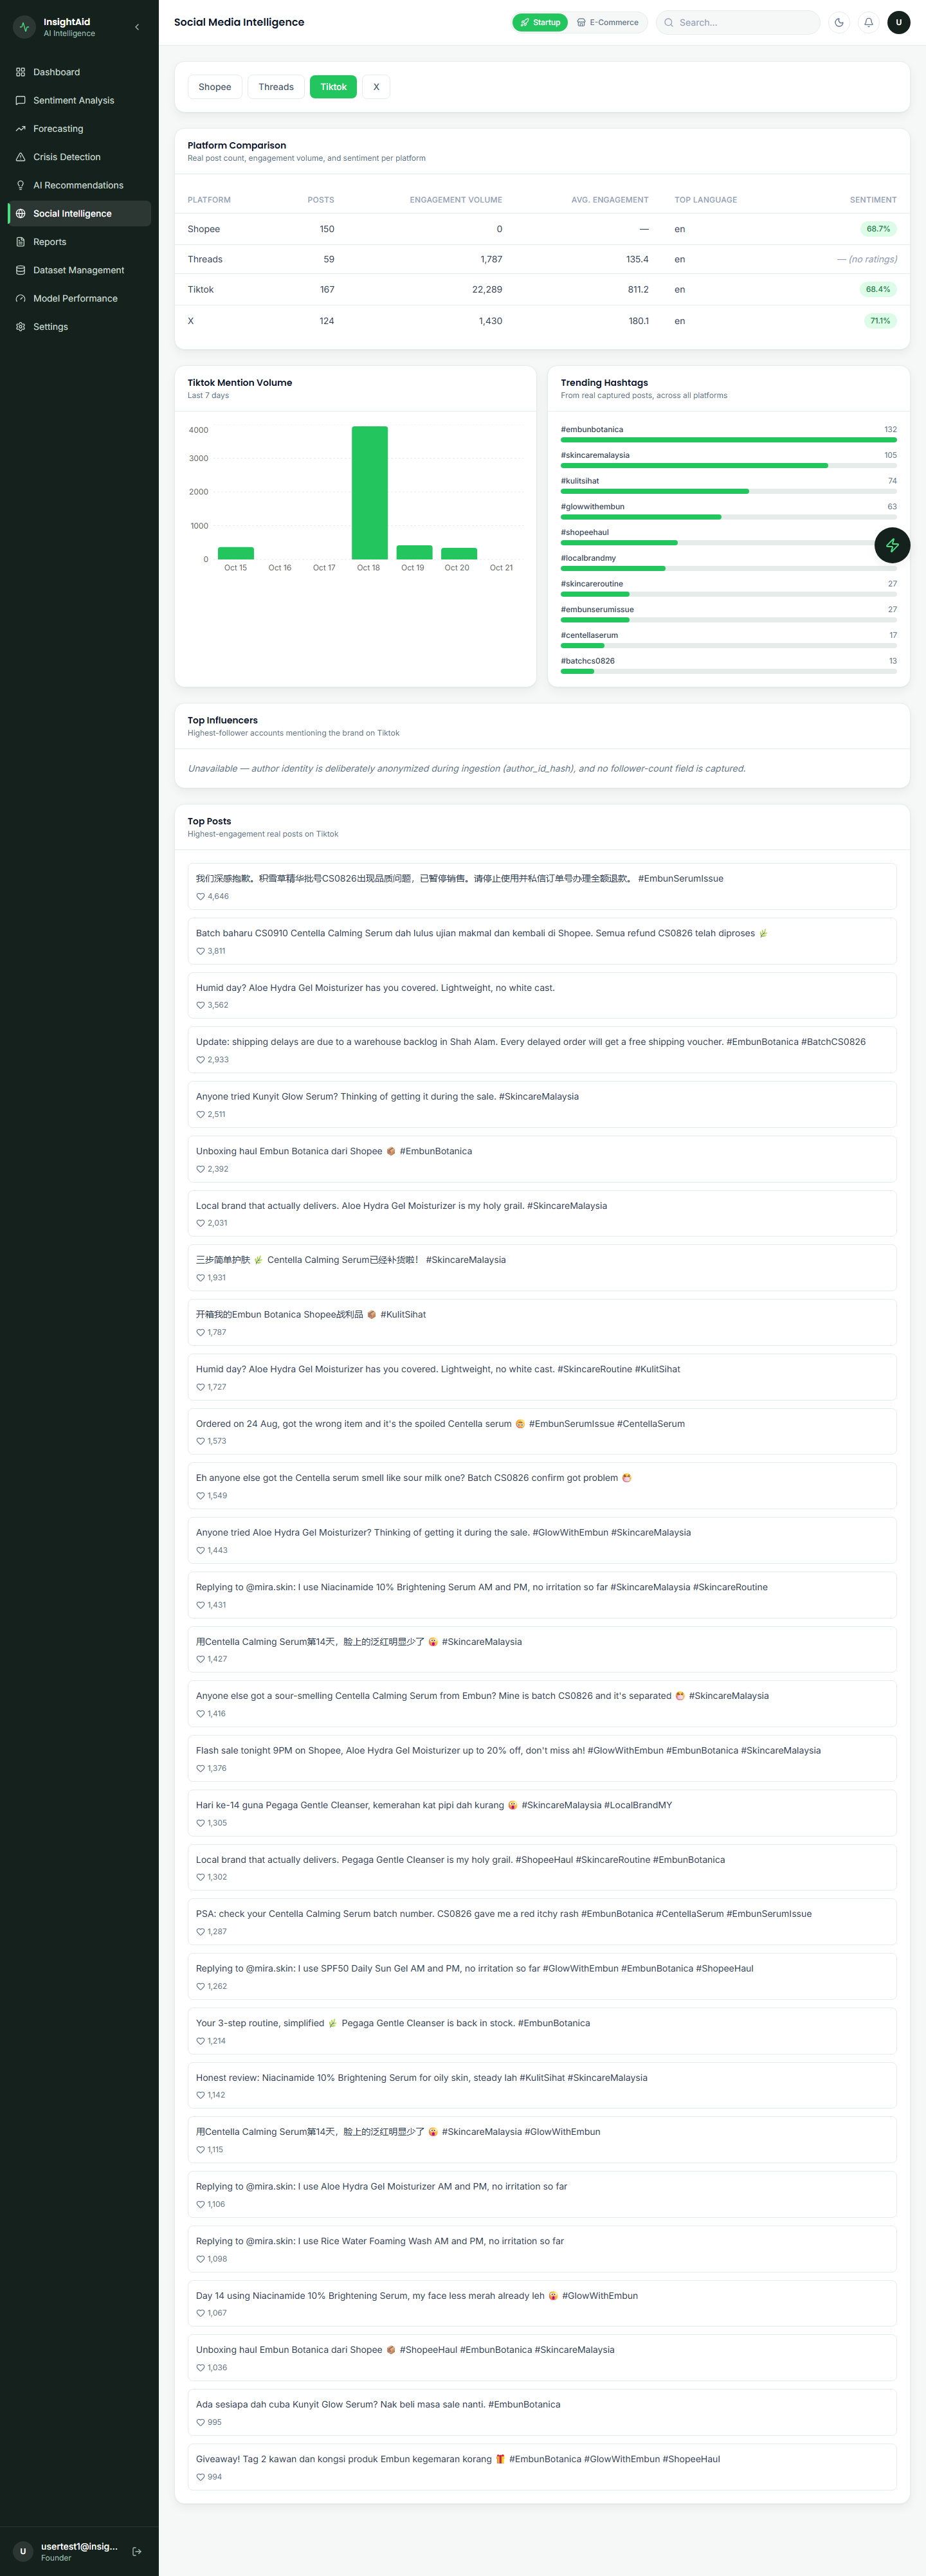 InsightAid
AI Intelligence
Dashboard
Sentiment Analysis
Forecasting
Crisis Detection
AI Recommendations
Social Intelligence
Reports
Dataset Management
Model Performance
Settings
Social Media Intelligence
Startup
E-Commerce
Search...
U
Shopee
Threads
Tiktok
X
Platform Comparison
Real post count, engagement volume, and sentiment per platform
PLATFORM POSTS ENGAGEMENT VOLUME AVG. ENGAGEMENT TOP LANGUAGE SENTIMENT
Shopee 150 0 — en 68.7%
Threads 59 1,787 135.4 en — (no ratings)
Tiktok 167 22,289 811.2 en 68.4%
X 124 1,430 180.1 en 71.1%
Tiktok Mention Volume
Last 7 days
4000
3000
2000
1000
0
Oct 15 Oct 16 Oct 17 Oct 18 Oct 19 Oct 20 Oct 21
Trending Hashtags
From real captured posts, across all platforms
#embunbotanica 132
#skincaremalaysia 105
#kulitsihat 74
#glowwithembun 63
#shopeehaul
#localbrandmy
#skincareroutine 27
#embunserumissue 27
#centellaserum 17
#batchcs0826 13
Top Influencers
Highest-follower accounts mentioning the brand on Tiktok
Unavailable — author identity is deliberately anonymized during ingestion (author_id_hash), and no follower-count field is captured.
Top Posts
Highest-engagement real posts on Tiktok
我们深感抱歉。积雪草精华批号CS0826出现品质问题，已暂停销售。请停止使用并私信订单号办理全额退款。 #EmbunSerumIssue
4,646
Batch baharu CS0910 Centella Calming Serum dah lulus ujian makmal dan kembali di Shopee. Semua refund CS0826 telah diproses 🌿
3,811
Humid day? Aloe Hydra Gel Moisturizer has you covered. Lightweight, no white cast.
3,562
Update: shipping delays are due to a warehouse backlog in Shah Alam. Every delayed order will get a free shipping voucher. #EmbunBotanica #BatchCS0826
2,933
Anyone tried Kunyit Glow Serum? Thinking of getting it during the sale. #SkincareMalaysia
2,511
Unboxing haul Embun Botanica dari Shopee 📦 #EmbunBotanica
2,392
Local brand that actually delivers. Aloe Hydra Gel Moisturizer is my holy grail. #SkincareMalaysia
2,031
三步简单护肤 🌿 Centella Calming Serum已经补货啦！ #SkincareMalaysia
1,931
开箱我的Embun Botanica Shopee战利品 📦 #KulitSihat
1,787
Humid day? Aloe Hydra Gel Moisturizer has you covered. Lightweight, no white cast. #SkincareRoutine #KulitSihat
1,727
Ordered on 24 Aug, got the wrong item and it's the spoiled Centella serum 😡 #EmbunSerumIssue #CentellaSerum
1,573
Eh anyone else got the Centella serum smell like sour milk one? Batch CS0826 confirm got problem 😷
1,549
Anyone tried Aloe Hydra Gel Moisturizer? Thinking of getting it during the sale. #GlowWithEmbun #SkincareMalaysia
1,443
Replying to @mira.skin: I use Niacinamide 10% Brightening Serum AM and PM, no irritation so far #SkincareMalaysia #SkincareRoutine
1,431
用Centella Calming Serum第14天，脸上的泛红明显少了 😭 #SkincareMalaysia
1,427
Anyone else got a sour-smelling Centella Calming Serum from Embun? Mine is batch CS0826 and it's separated 😷 #SkincareMalaysia
1,416
Flash sale tonight 9PM on Shopee, Aloe Hydra Gel Moisturizer up to 20% off, don't miss ah! #GlowWithEmbun #EmbunBotanica #SkincareMalaysia
1,376
Hari ke-14 guna Pegaga Gentle Cleanser, kemerahan kat pipi dah kurang 😭 #SkincareMalaysia #LocalBrandMY
1,305
Local brand that actually delivers. Pegaga Gentle Cleanser is my holy grail. #ShopeeHaul #SkincareRoutine #EmbunBotanica
1,302
PSA: check your Centella Calming Serum batch number. CS0826 gave me a red itchy rash #EmbunBotanica #CentellaSerum #EmbunSerumIssue
1,287
Replying to @mira.skin: I use SPF50 Daily Sun Gel AM and PM, no irritation so far #GlowWithEmbun #EmbunBotanica #ShopeeHaul
1,262
Your 3-step routine, simplified 🌿 Pegaga Gentle Cleanser is back in stock. #EmbunBotanica
1,214
Honest review: Niacinamide 10% Brightening Serum for oily skin, steady lah #KulitSihat #SkincareMalaysia
1,142
用Centella Calming Serum第14天，脸上的泛红明显少了 😭 #SkincareMalaysia #GlowWithEmbun
1,115
Replying to @mira.skin: I use Aloe Hydra Gel Moisturizer AM and PM, no irritation so far
1,106
Replying to @mira.skin: I use Rice Water Foaming Wash AM and PM, no irritation so far
1,098
Day 14 using Niacinamide 10% Brightening Serum, my face less merah already leh 😭 #GlowWithEmbun
1,067
Unboxing haul Embun Botanica dari Shopee 📦 #ShopeeHaul #EmbunBotanica #SkincareMalaysia
1,036
Ada sesiapa dah cuba Kunyit Glow Serum? Nak beli masa sale nanti. #EmbunBotanica
995
Giveaway! Tag 2 kawan dan kongsi produk Embun kegemaran korang 🎁 #EmbunBotanica #GlowWithEmbun #ShopeeHaul
994
U
usertest1@insig...
Founder